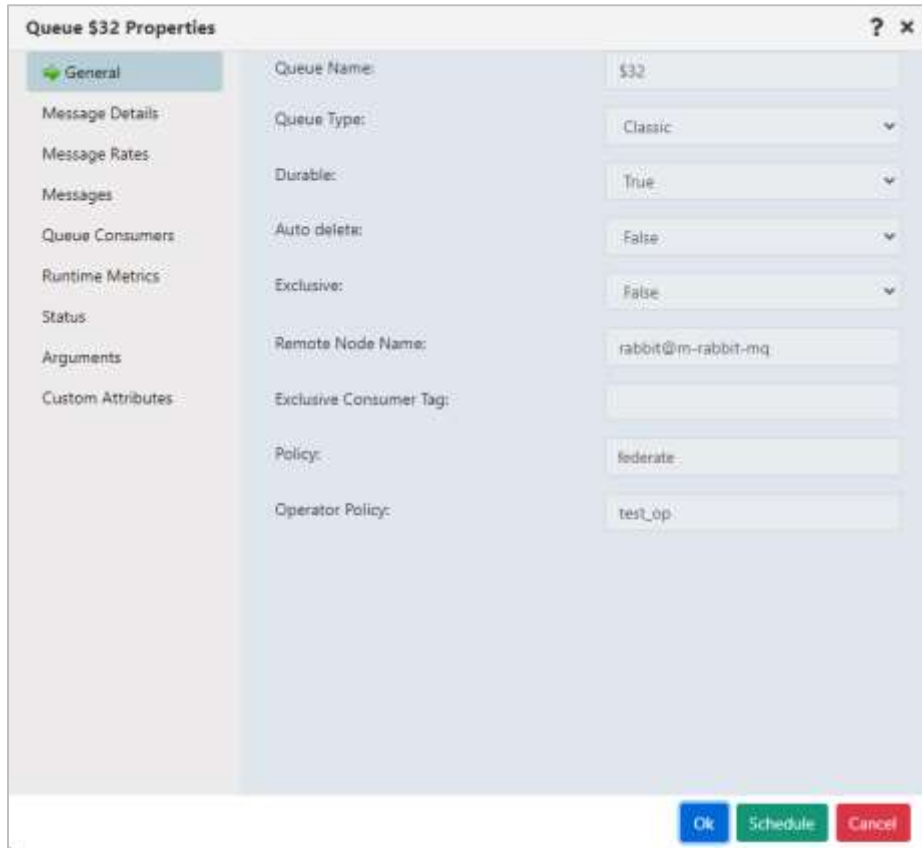 Queue $32 Properties ? ×
General
Message Details
Message Rates
Messages
Queue Consumers
Runtime Metrics
Status
Arguments
Custom Attributes
Queue Name: $32
Queue Type: Classic
Durable: True
Auto delete: False
Exclusive: False
Remote Node Name: rabbit@m-rabbit-mq
Exclusive Consumer Tag:
Policy: federate
Operator Policy: test_op
Ok Schedule Cancel